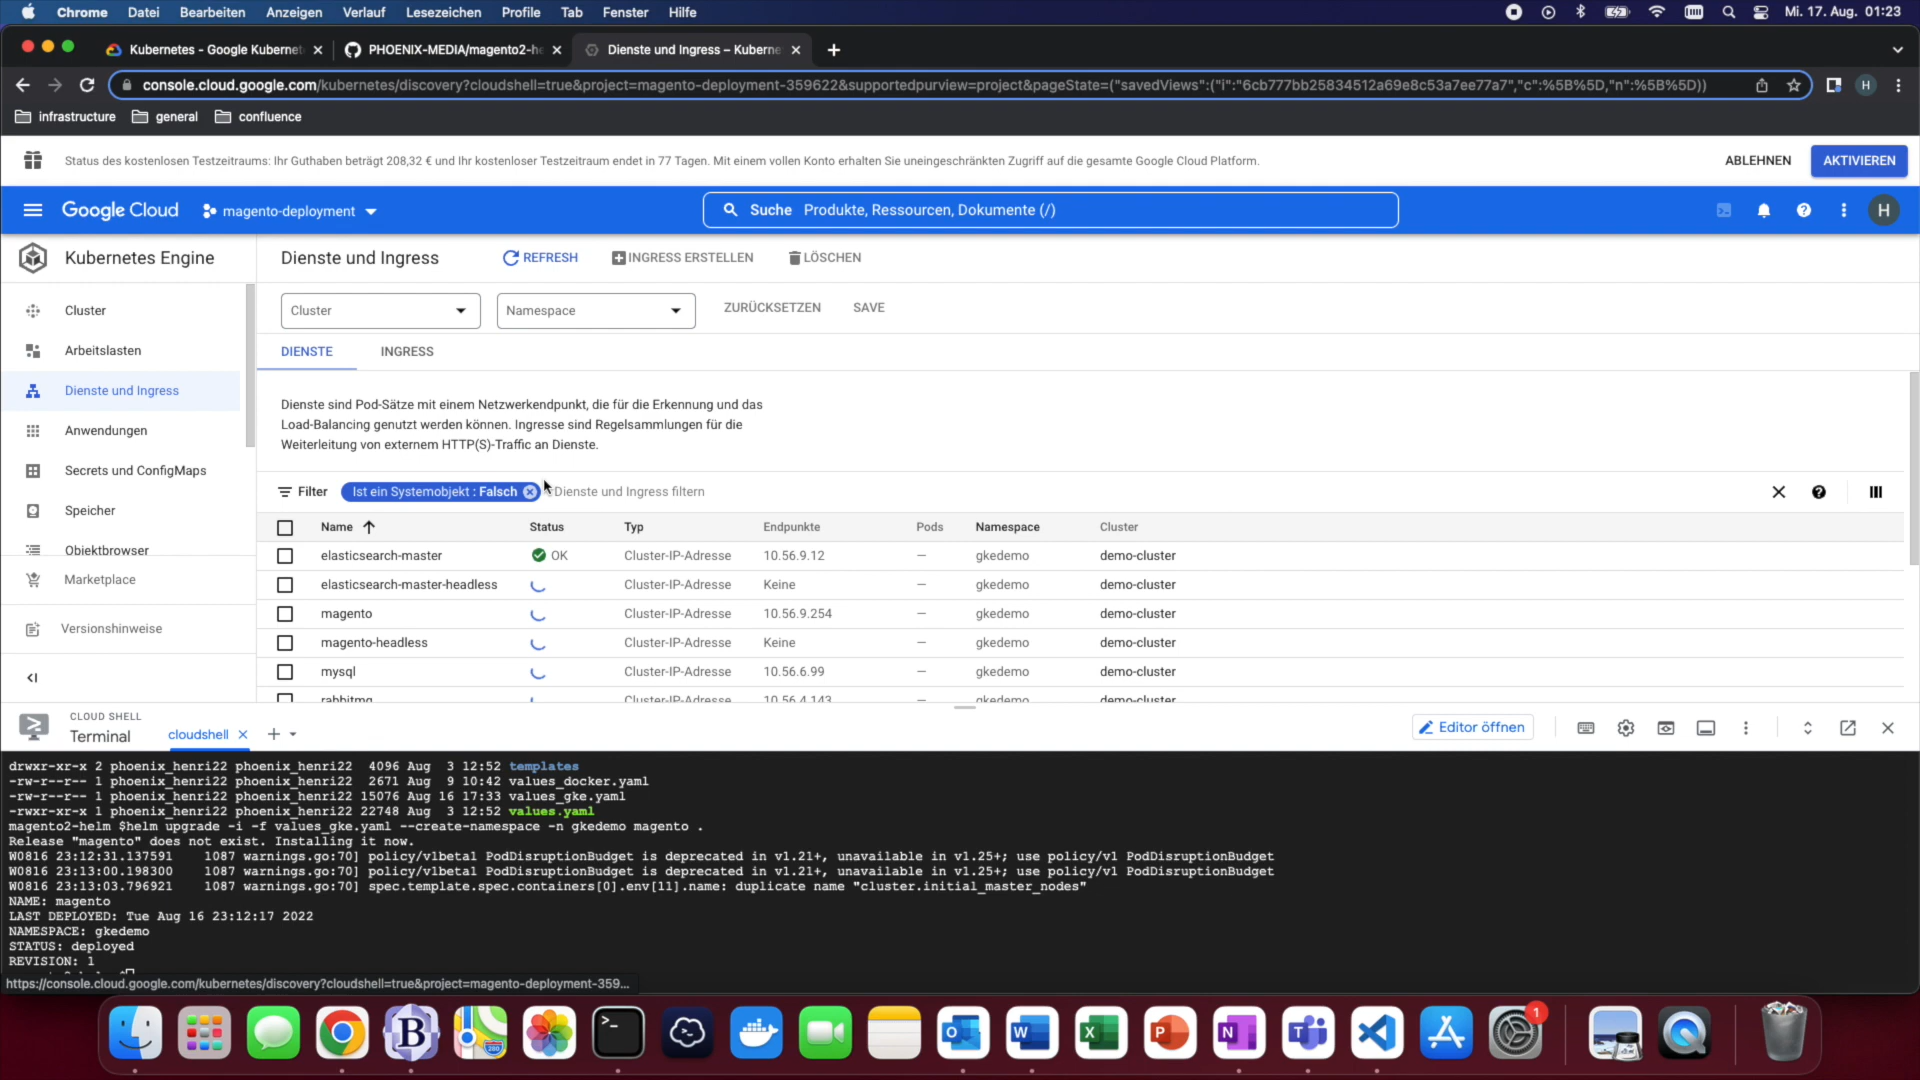 Chrome Datei Bearbeiten Anzeigen Verlauf Lesezeichen Profile Tab Fenster Hilfe Mi. 17. Aug. 01:23
Kubernetes - Google Kubernet PHOENIX-MEDIA/magento2-he Dienste und Ingress – Kuberne
console.cloud.google.com/kubernetes/discovery?cloudshell=true&project=magento-deployment-359622&supportedpurview=project&pageState=("savedViews":("i":"6cb777bb25834512a69e8c53a7ee77a7","c":%5B%5D,"n":%5B%5D)) H
infrastructure general confluence
Status des kostenlosen Testzeitraums: Ihr Guthaben beträgt 208,32 € und Ihr kostenloser Testzeitraum endet in 77 Tagen. Mit einem vollen Konto erhalten Sie uneingeschränkten Zugriff auf die gesamte Google Cloud Platform. ABLEHNEN AKTIVIEREN
Google Cloud magento-deployment Suche Produkte, Ressourcen, Dokumente (/) H
Kubernetes Engine Dienste und Ingress REFRESH INGRESS ERSTELLEN LÖSCHEN
Cluster
Arbeitslasten
Dienste und Ingress
Anwendungen
Secrets und ConfigMaps
Speicher
Objektbrowser
Marketplace
Versionshinweise
Cluster Namespace ZURÜCKSETZEN SAVE
DIENSTE INGRESS
Dienste sind Pod-Sätze mit einem Netzwerkendpunkt, die für die Erkennung und das
Load-Balancing genutzt werden können. Ingresse sind Regelsammlungen für die
Weiterleitung von externem HTTP(S)-Traffic an Dienste.
Filter Ist ein Systemobjekt : Falsch Dienste und Ingress filtern
Name Status Typ Endpunkte Pods Namespace Cluster
elasticsearch-master OK Cluster-IP-Adresse 10.56.9.12 – gkedemo demo-cluster
elasticsearch-master-headless Cluster-IP-Adresse Keine – gkedemo demo-cluster
magento Cluster-IP-Adresse 10.56.9.254 – gkedemo demo-cluster
magento-headless Cluster-IP-Adresse Keine – gkedemo demo-cluster
mysql Cluster-IP-Adresse 10.56.6.99 – gkedemo demo-cluster
rabbitmq Cluster-IP-Adresse 10.56.4.143 – gkedemo demo-cluster
CLOUD SHELL
Terminal cloudshell Editor öffnen
drwxr-xr-x 2 phoenix_henri22 phoenix_henri22 4096 Aug 3 12:52 templates
-rw-r--r-- 1 phoenix_henri22 phoenix_henri22 2671 Aug 9 10:42 values_docker.yaml
-rw-r--r-- 1 phoenix_henri22 phoenix_henri22 15076 Aug 16 17:33 values_gke.yaml
-rwxr-xr-x 1 phoenix_henri22 phoenix_henri22 22748 Aug 3 12:52 values.yaml
magento2-helm $helm upgrade -i -f values_gke.yaml --create-namespace -n gkedemo magento .
Release "magento" does not exist. Installing it now.
W0816 23:12:31.137591 1087 warnings.go:70] policy/v1beta1 PodDisruptionBudget is deprecated in v1.21+, unavailable in v1.25+; use policy/v1 PodDisruptionBudget
W0816 23:13:00.198300 1087 warnings.go:70] policy/v1beta1 PodDisruptionBudget is deprecated in v1.21+, unavailable in v1.25+; use policy/v1 PodDisruptionBudget
W0816 23:13:03.796921 1087 warnings.go:70] spec.template.spec.containers[0].env[11].name: duplicate name "cluster.initial_master_nodes"
NAME: magento
LAST DEPLOYED: Tue Aug 16 23:12:17 2022
NAMESPACE: gkedemo
STATUS: deployed
REVISION: 1
https://console.cloud.google.com/kubernetes/discovery?cloudshell=true&project=magento-deployment-359...